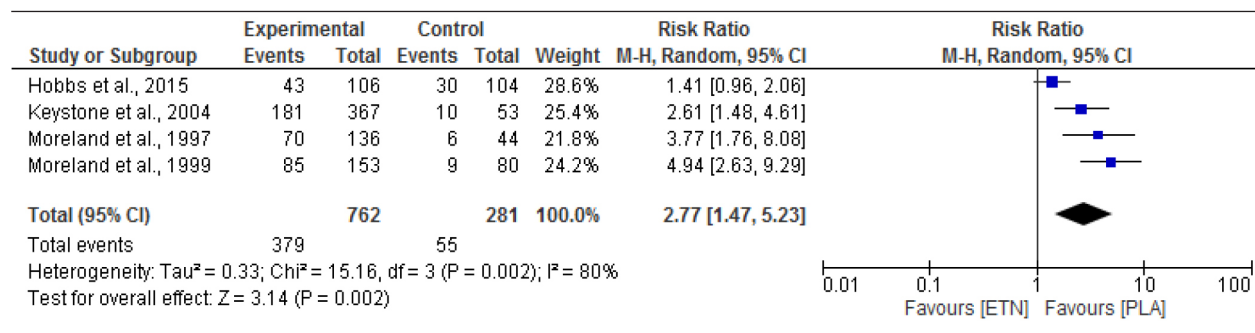 Experimental Control Risk Ratio Risk Ratio
Study or Subgroup Events Total Events Total Weight M-H, Random, 95% CI M-H, Random, 95% CI
Hobbs et al., 2015 43 106 30 104 28.6% 1.41 [0.96, 2.06]
Keystone et al., 2004 181 367 10 53 25.4% 2.61 [1.48, 4.61]
Moreland et al., 1997 70 136 6 44 21.8% 3.77 [1.76, 8.08]
Moreland et al., 1999 85 153 9 80 24.2% 4.94 [2.63, 9.29]
Total (95% CI) 762 281 100.0% 2.77 [1.47, 5.23]
Total events 379 55
Heterogeneity: Tau² = 0.33; Chi² = 15.16, df = 3 (P = 0.002); I² = 80%
Test for overall effect: Z = 3.14 (P = 0.002)
0.01 0.1 1 10 100
Favours [ETN] Favours [PLA]